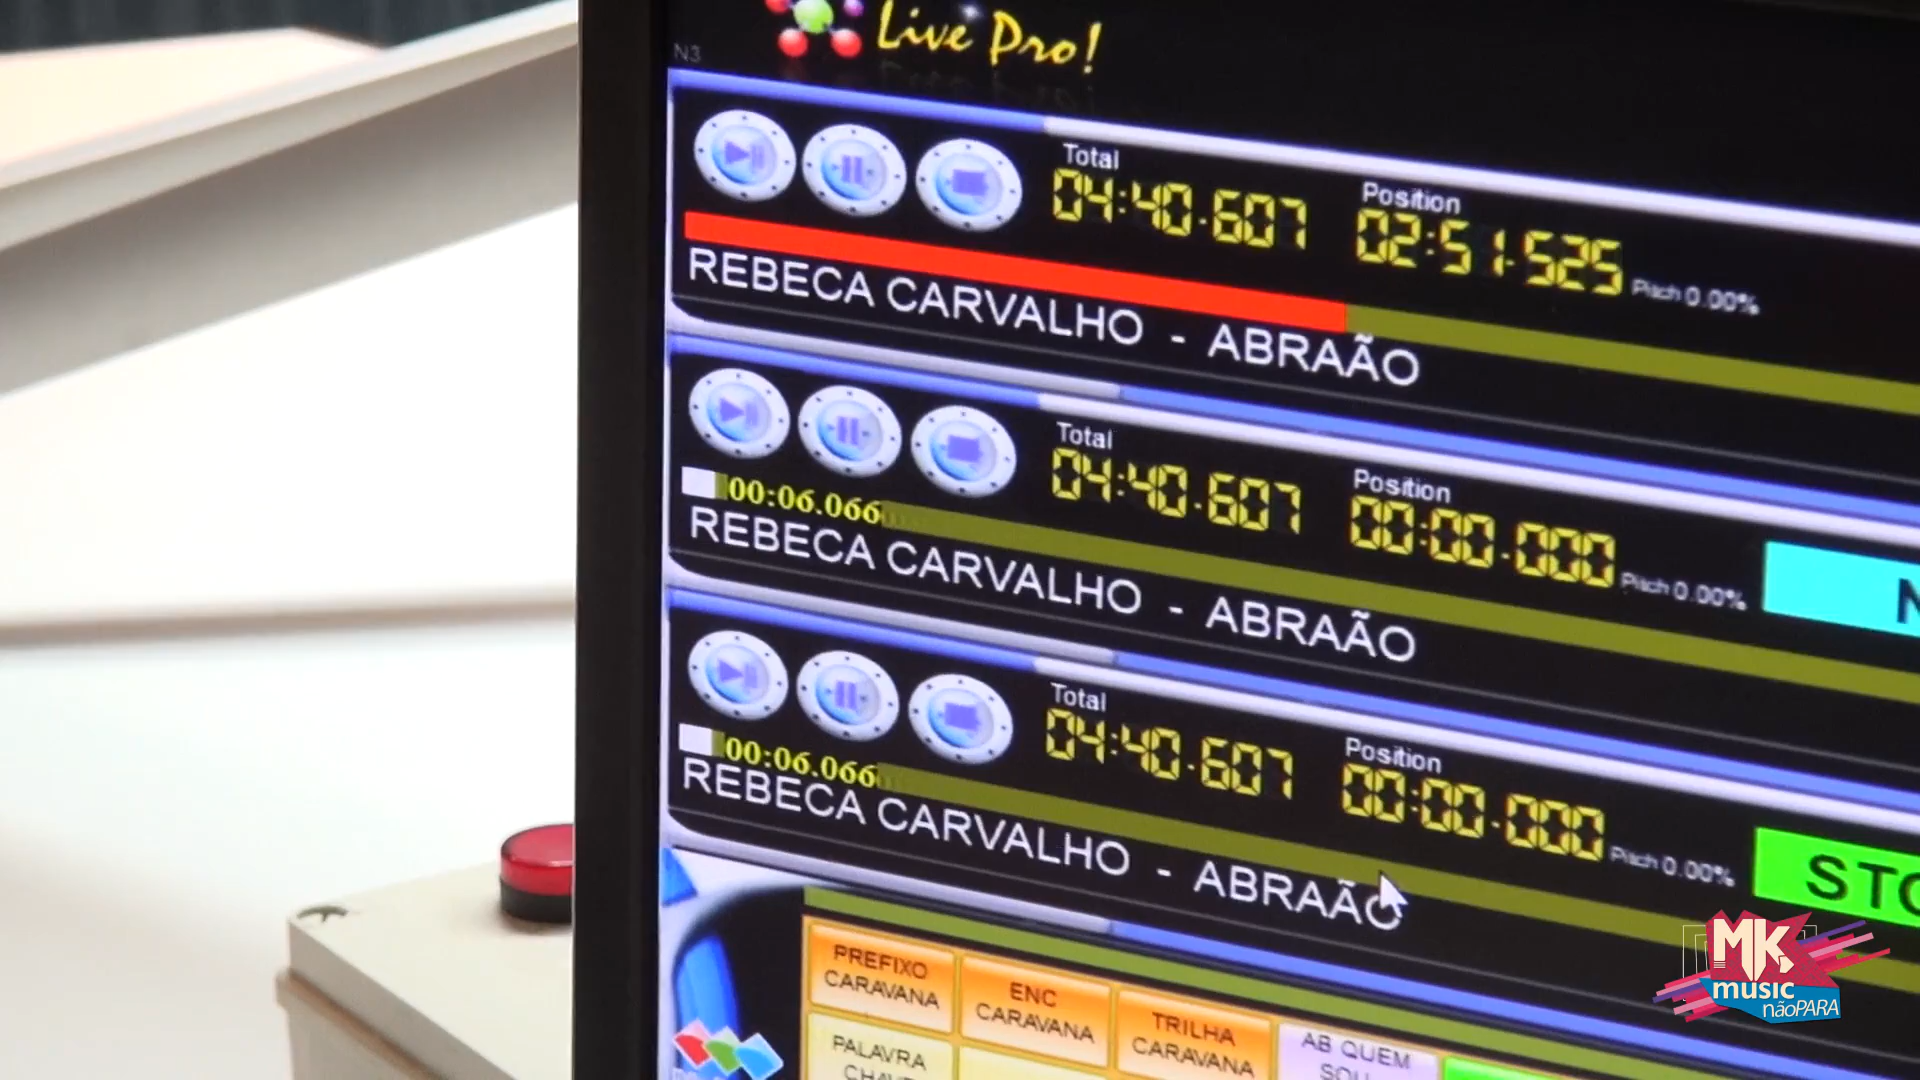 Live Pro!
N3
Total
04:40.607
Position
02:51.525
Pitch 0.00%
REBECA CARVALHO - ABRAÃO
Total
04:40.607
Position
00:00.000
Pitch 0.00%
00:06.066
REBECA CARVALHO - ABRAÃO
N
Total
04:40.607
Position
00:00.000
Pitch 0.00%
00:06.066
REBECA CARVALHO - ABRAÃO
STO
PREFIXO
CARAVANA
ENC
CARAVANA
TRILHA
CARAVANA
AB QUEM
SOU
PALAVRA
MK
music
nãoPARA